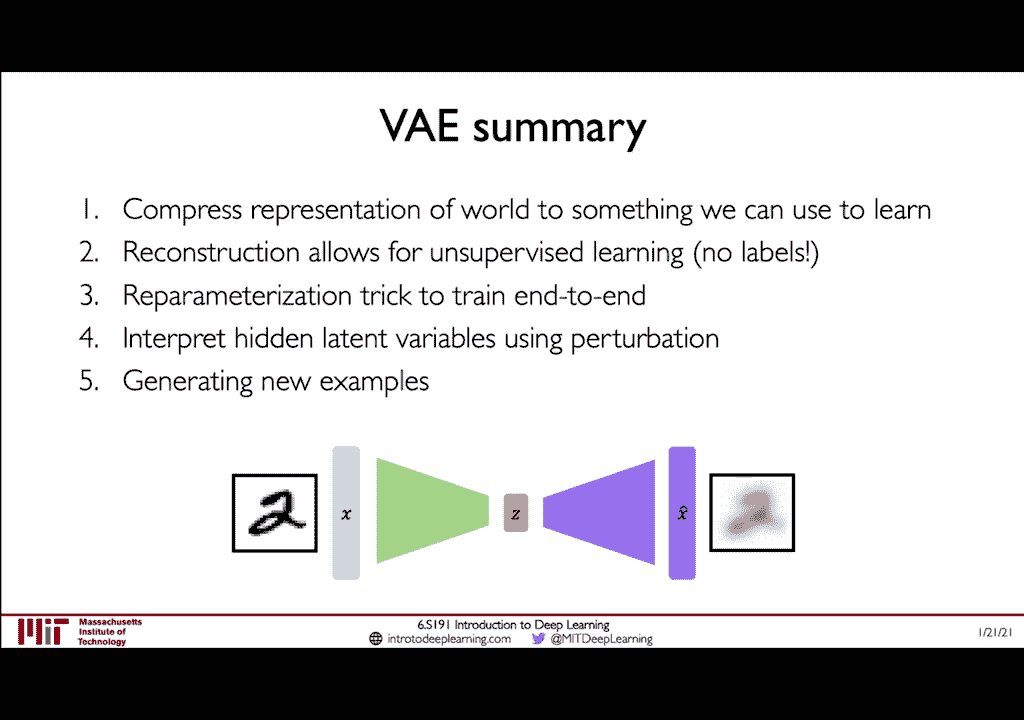 VAE summary
1. Compress representation of world to something we can use to learn
2. Reconstruction allows for unsupervised learning (no labels!)
3. Reparameterization trick to train end-to-end
4. Interpret hidden latent variables using perturbation
5. Generating new examples
2 x z x̂ 2
MIT Massachusetts
Institute of
Technology
6.S191 Introduction to Deep Learning
introtodeeplearning.com @MITDeepLearning
1/21/21